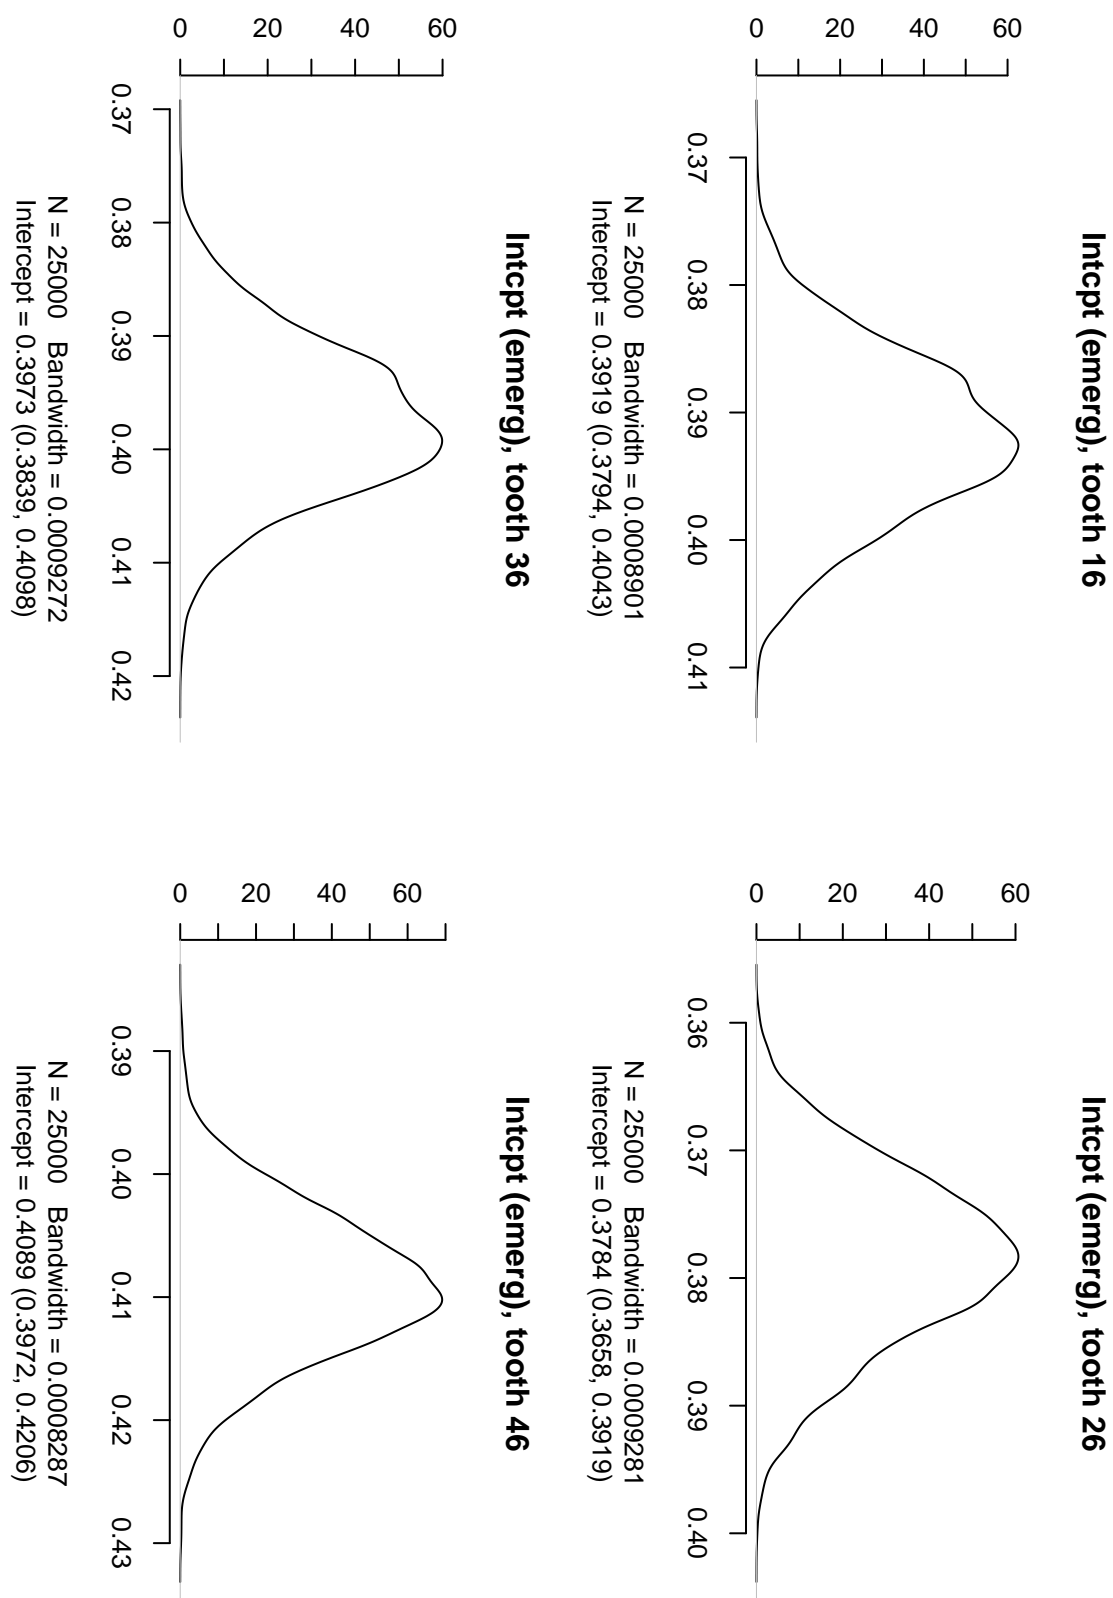 Intcpt (emerg), tooth 16
0 20 40 60
0.37 0.38 0.39 0.40 0.41
N = 25000 Bandwidth = 0.0008901
Intercept = 0.3919 (0.3794, 0.4043)
Intcpt (emerg), tooth 26
0 20 40 60
0.36 0.37 0.38 0.39 0.40
N = 25000 Bandwidth = 0.0009281
Intercept = 0.3784 (0.3658, 0.3919)
Intcpt (emerg), tooth 36
0 20 40 60
0.37 0.38 0.39 0.40 0.41 0.42
N = 25000 Bandwidth = 0.0009272
Intercept = 0.3973 (0.3839, 0.4098)
Intcpt (emerg), tooth 46
0 20 40 60
0.39 0.40 0.41 0.42 0.43
N = 25000 Bandwidth = 0.0008287
Intercept = 0.4089 (0.3972, 0.4206)